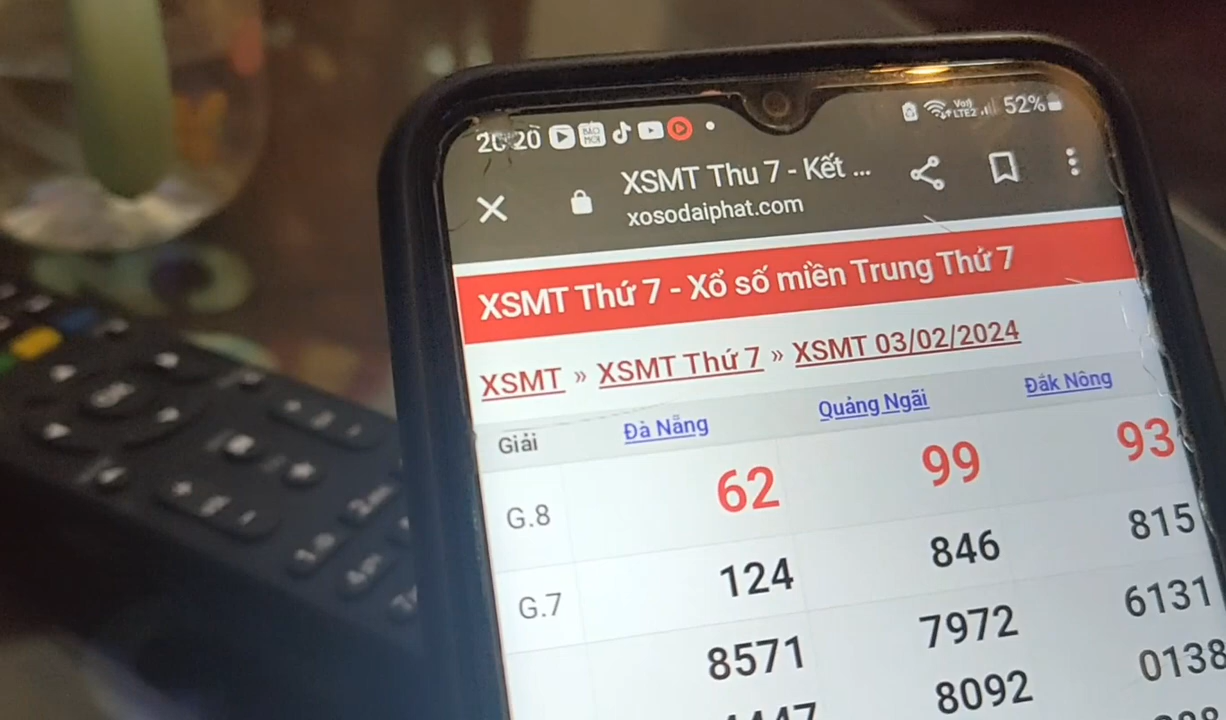 20:20 52%
XSMT Thu 7 - Kết ...
xosodaiphat.com
XSMT Thứ 7 - Xổ số miền Trung Thứ 7
XSMT » XSMT Thứ 7 » XSMT 03/02/2024
Giải Đà Nẵng Quảng Ngãi Đắk Nông
G.8 62 99 93
G.7 124 846 815
8571 7972 6131
8092 0138